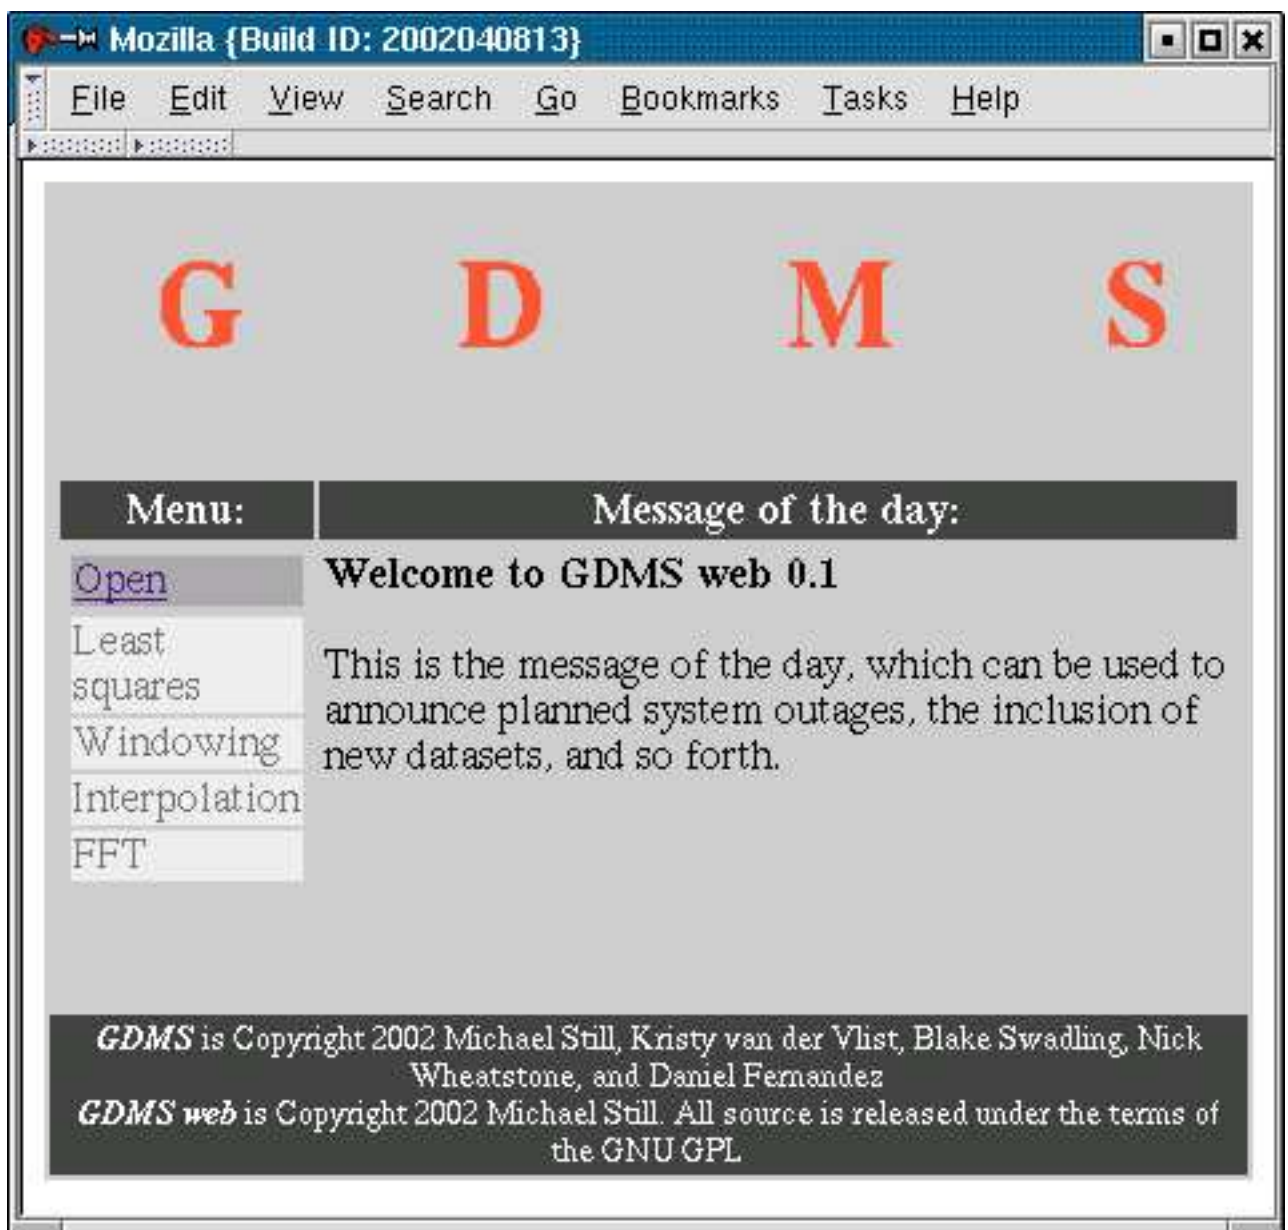 Mozilla {Build ID: 2002040813}
File Edit View Search Go Bookmarks Tasks Help
G D M S
Menu:
Message of the day:
Open
Least
squares
Windowing
Interpolation
FFT
Welcome to GDMS web 0.1
This is the message of the day, which can be used to
announce planned system outages, the inclusion of
new datasets, and so forth.
GDMS is Copyright 2002 Michael Still, Kristy van der Vlist, Blake Swadling, Nick
Wheatstone, and Daniel Fernandez
GDMS web is Copyright 2002 Michael Still. All source is released under the terms of
the GNU GPL